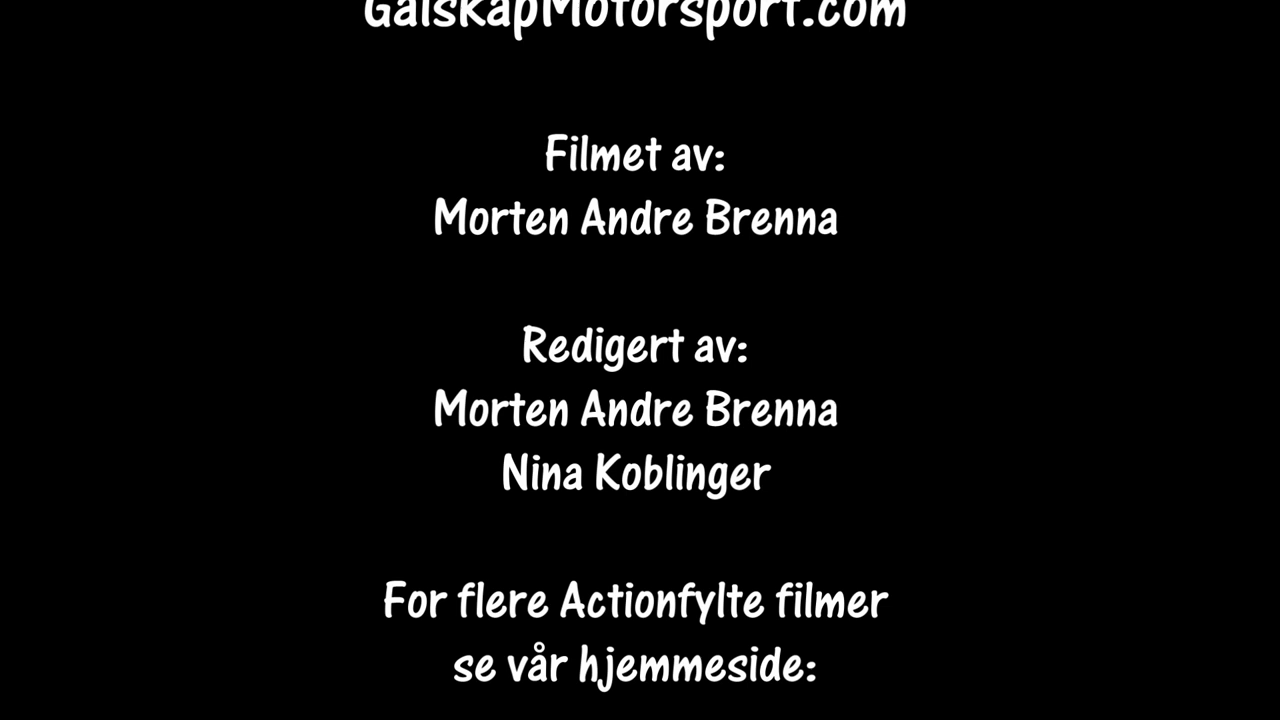 GalskapMotorsport.com
Filmet av:
Morten Andre Brenna
Redigert av:
Morten Andre Brenna
Nina Koblinger
For flere Actionfylte filmer
se vår hjemmeside: